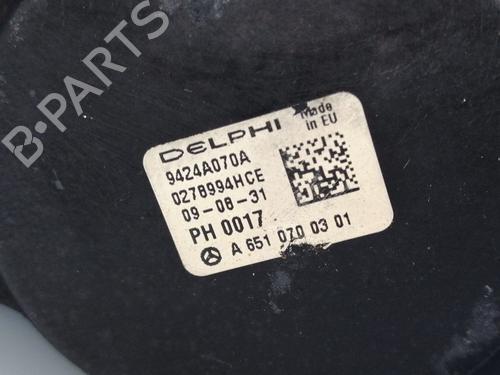 DELPHI
Made
in EU
9424A070A
0278994HCE
09-08-31
PH 0017
A 651 070 03 01
B-PARTS